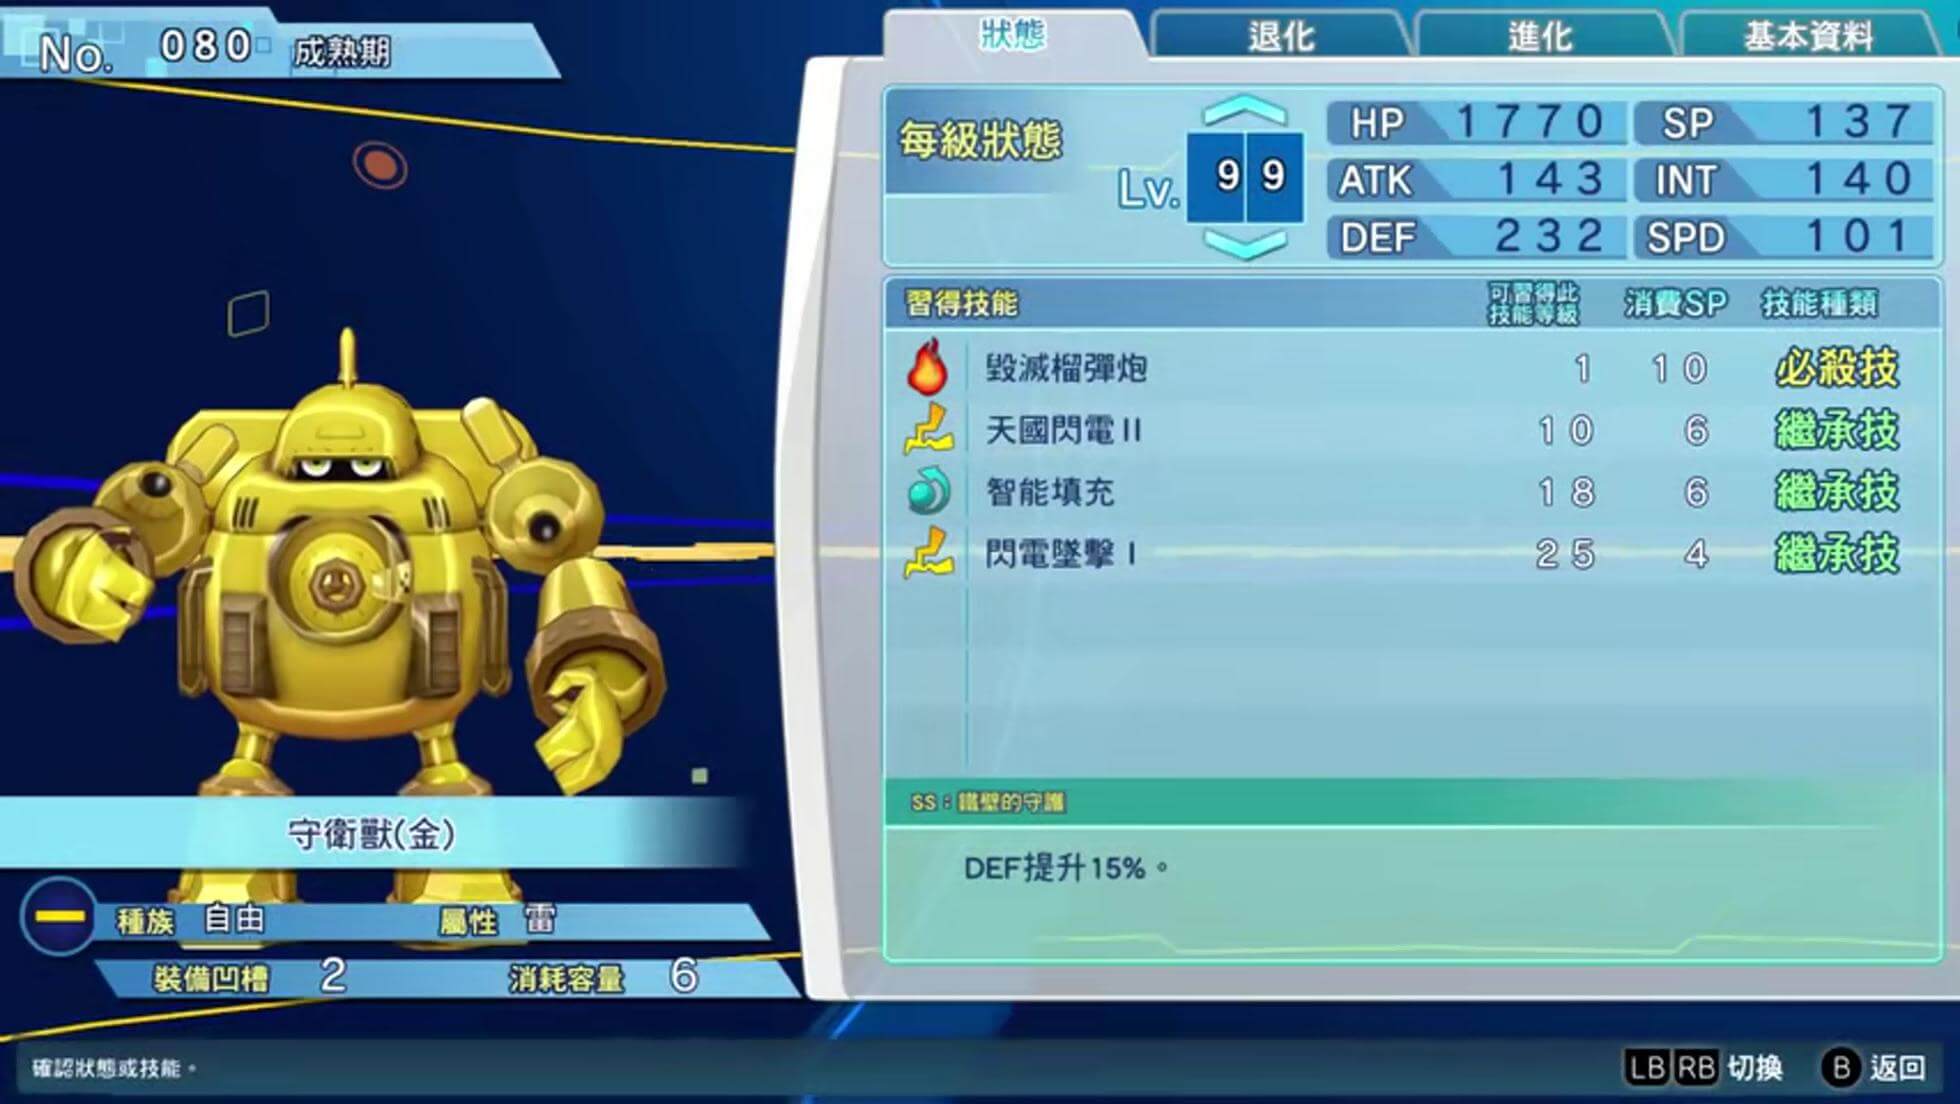 No. 080 成熟期
狀態 退化 進化 基本資料
每級狀態
Lv. 99
HP 1770 SP 137
ATK 143 INT 140
DEF 232 SPD 101
習得技能 可習得此技能等級 消費SP 技能種類
毀滅榴彈炮 1 10 必殺技
天國閃電II 10 6 繼承技
智能填充 18 6 繼承技
閃電墜擊 I 25 4 繼承技
SS：鐵壁的守護
DEF提升15%。
守衛獸(金)
種族 自由 屬性 雷
裝備凹槽 2 消耗容量 6
確認狀態或技能。
LB RB 切換 B 返回